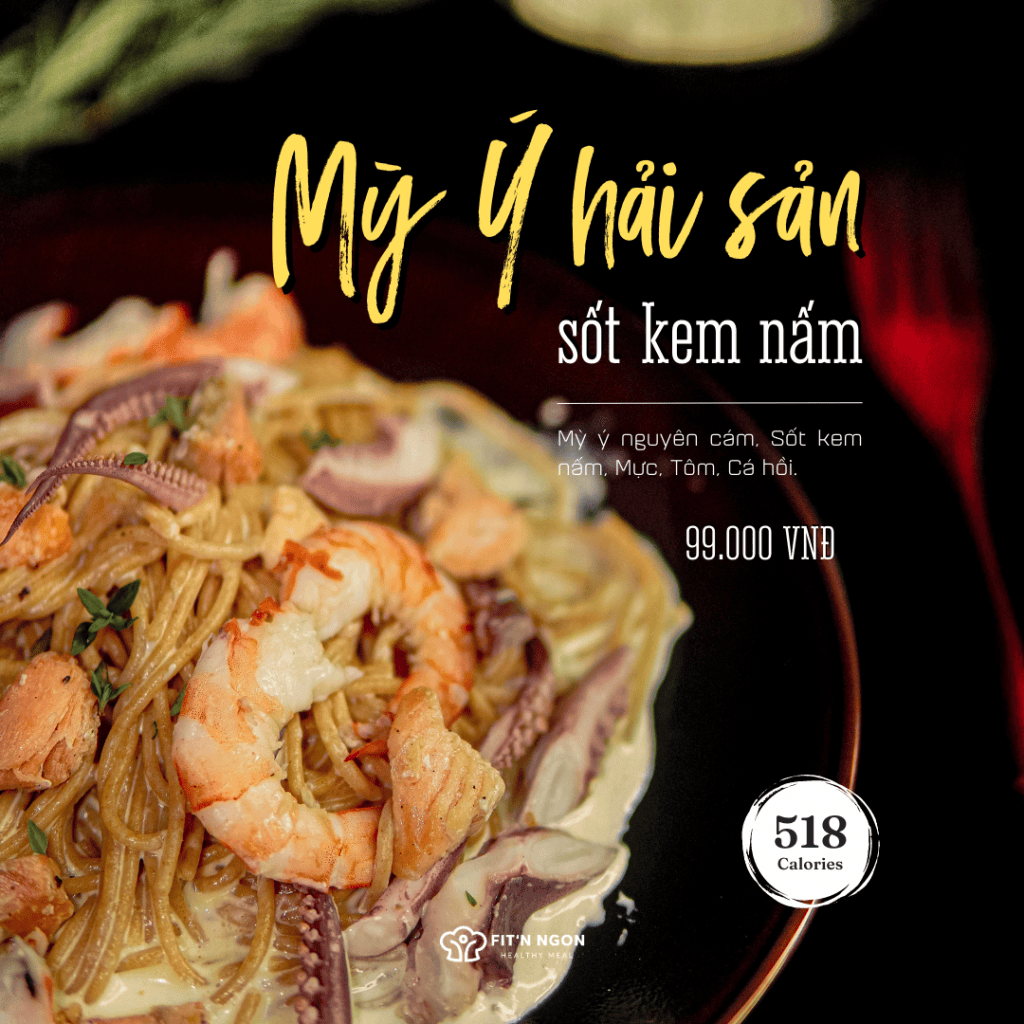 Mỳ Ý hải sản
sốt kem nấm
Mỳ ý nguyên cám, Sốt kem
nấm, Mực, Tôm, Cá hồi.
99.000 VNĐ
518
Calories
FIT'N NGON
HEALTHY MEAL